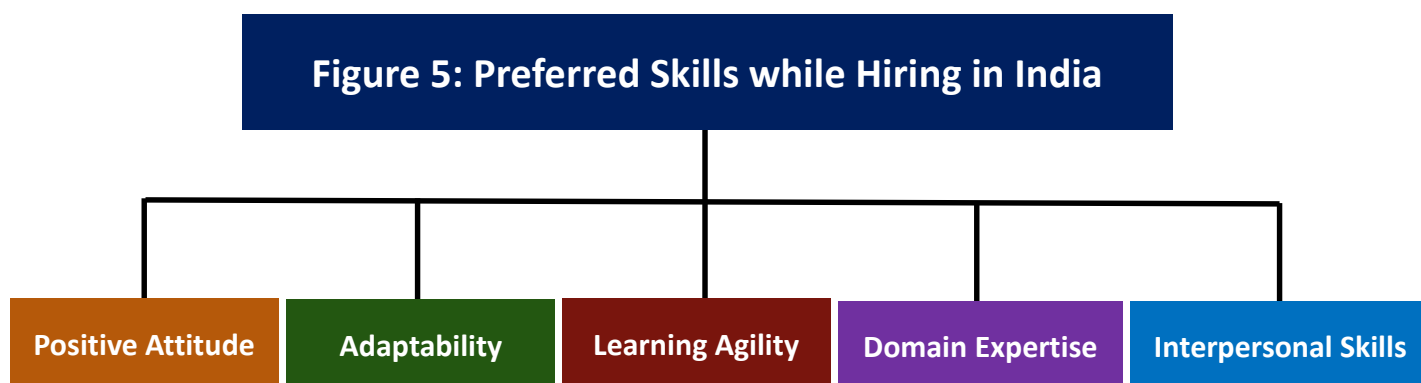 Figure 5: Preferred Skills while Hiring in India
Positive Attitude
Adaptability
Learning Agility
Domain Expertise
Interpersonal Skills